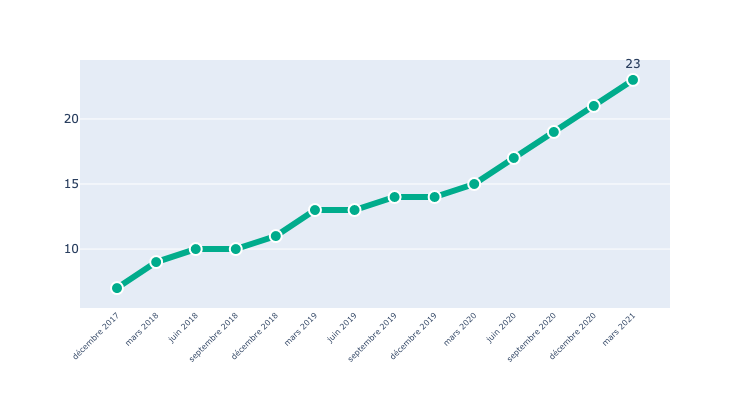 23
20
15
10
décembre 2017
mars 2018
juin 2018
septembre 2018
décembre 2018
mars 2019
juin 2019
septembre 2019
décembre 2019
mars 2020
juin 2020
septembre 2020
décembre 2020
mars 2021